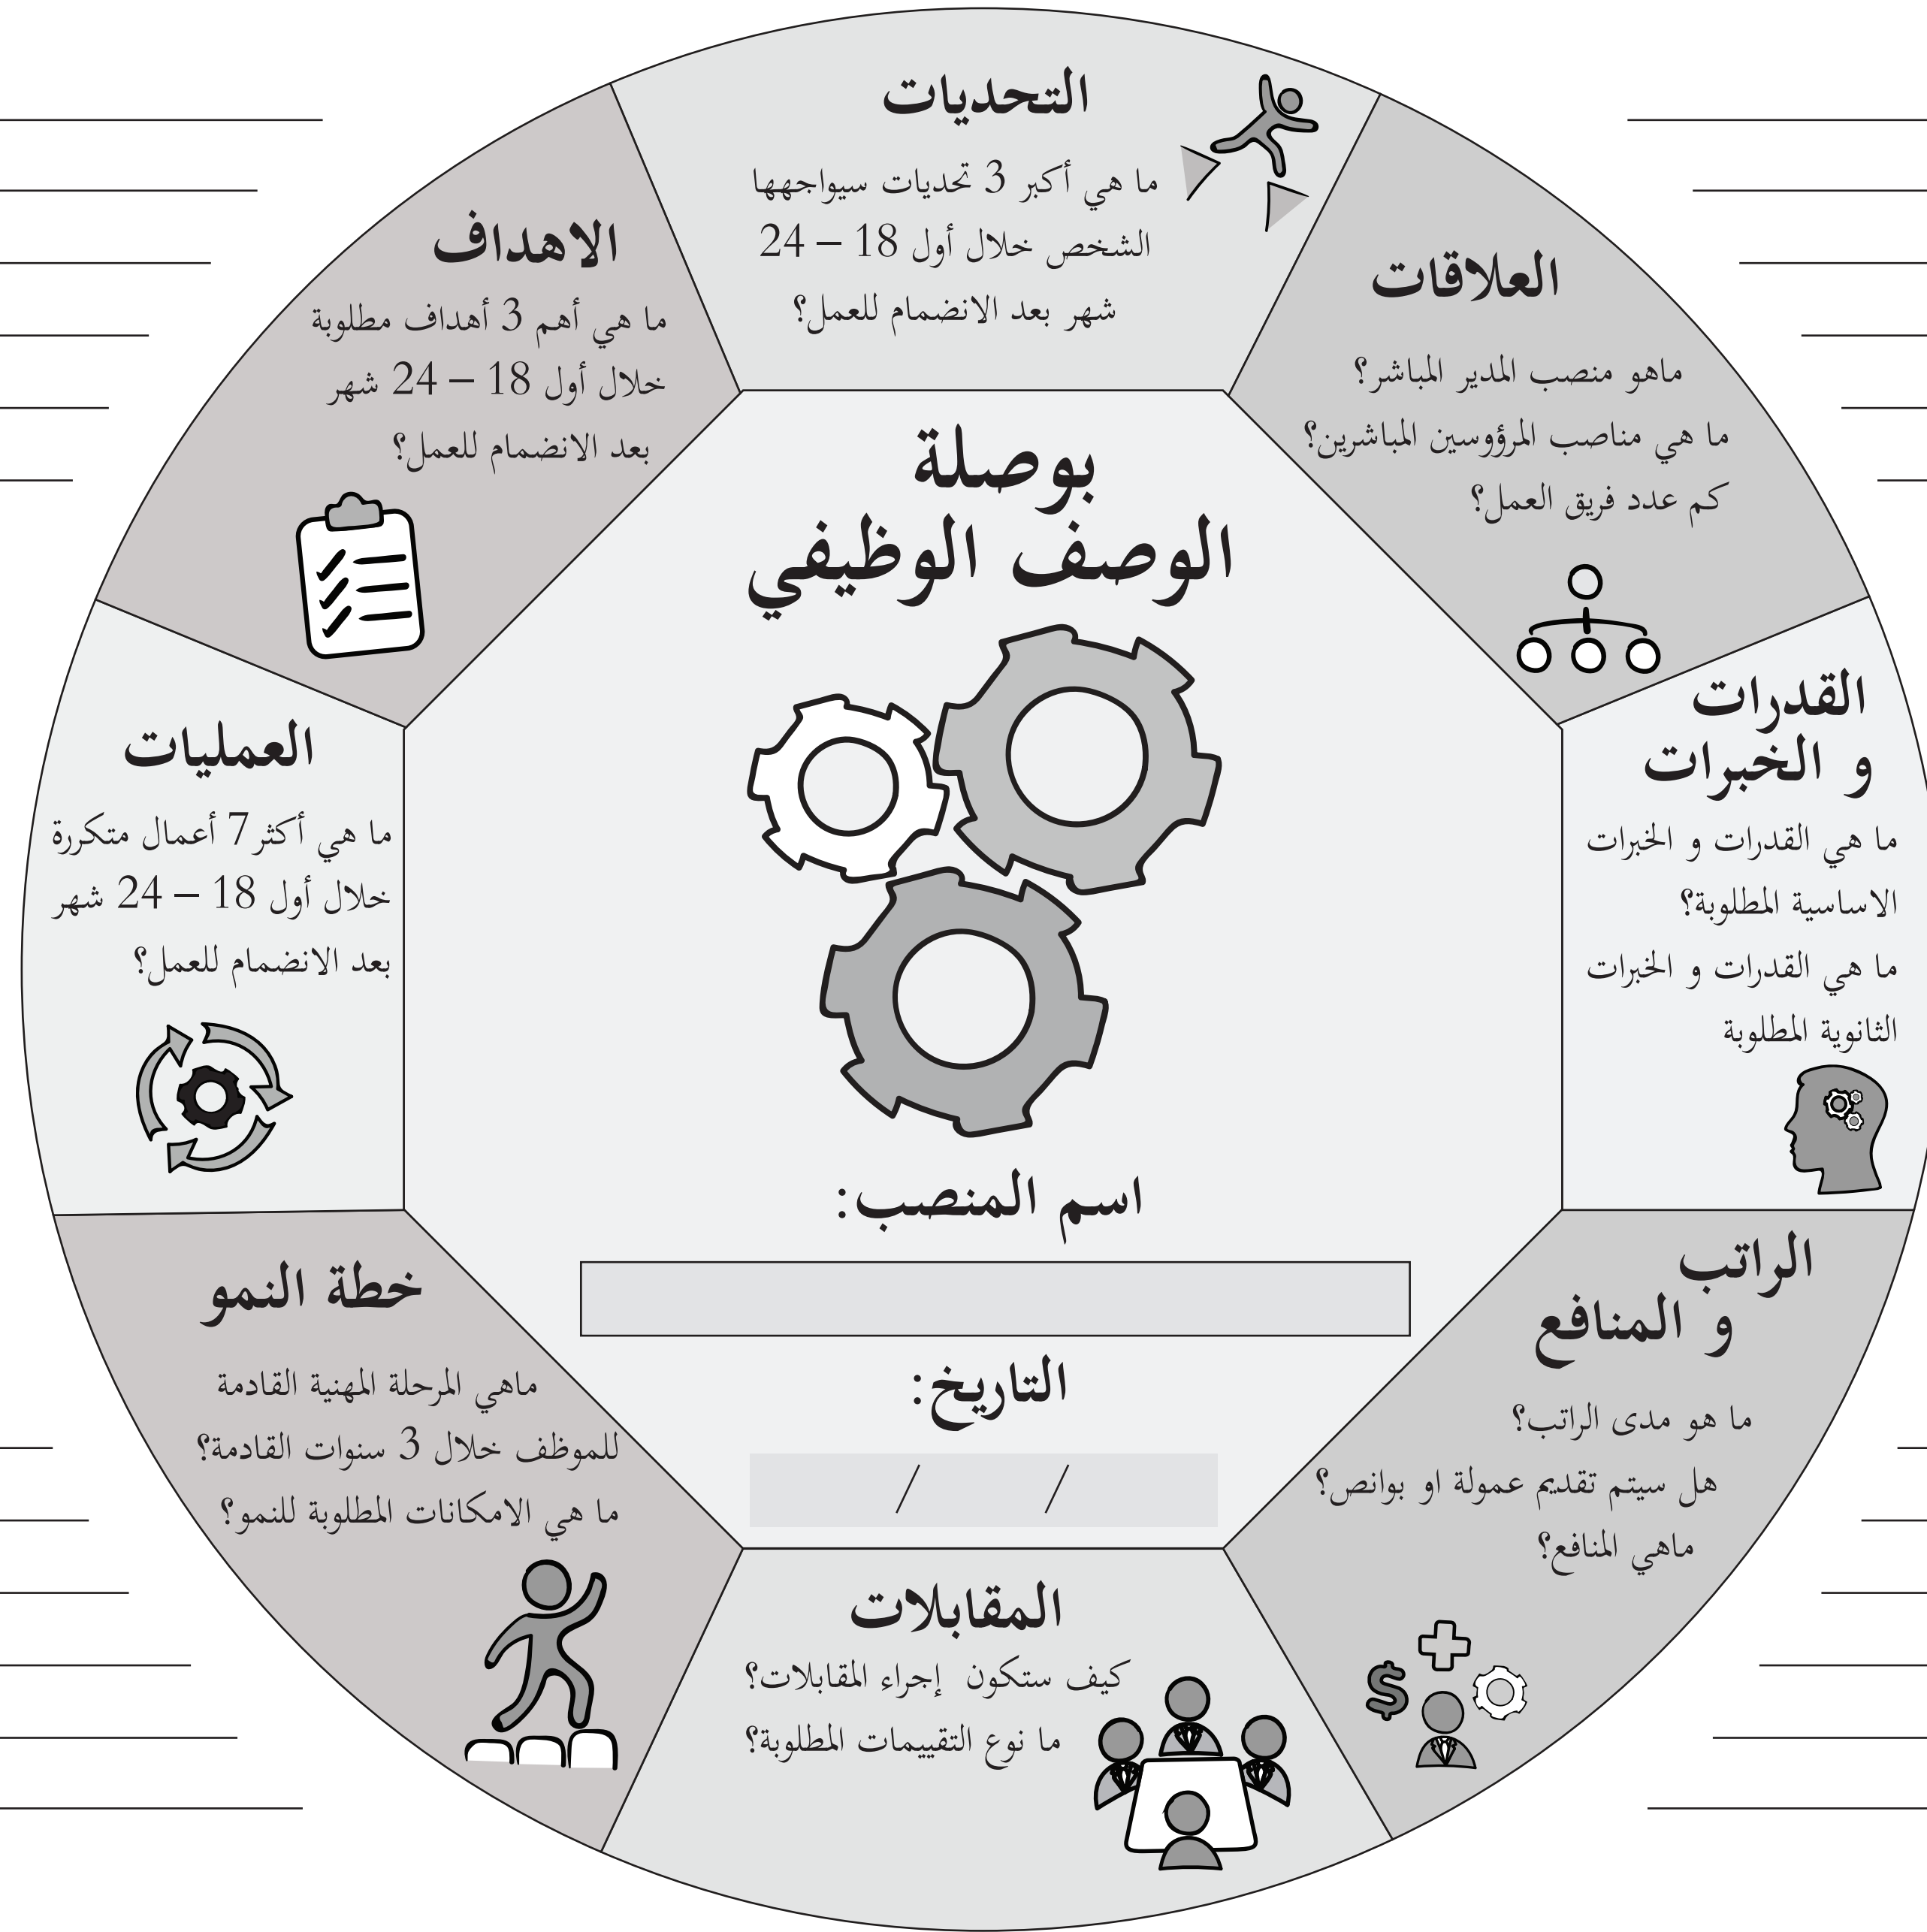 التحديات
ما هي أكبر 3 تحديات سيواجهها
الشخص خلال أول 18 – 24
شهر بعد الانضمام للعمل؟
العلاقات
ماهو منصب المدير المباشر؟
ما هي مناصب المرؤوسين المباشرين؟
كم عدد فريق العمل؟
القدرات
و الخبرات
ما هي القدرات و الخبرات
الاساسية المطلوبة؟
ما هي القدرات و الخبرات
الثانوية المطلوبة
الراتب
و المنافع
ما هو مدى الراتب؟
هل سيتم تقديم عمولة او بوانص؟
ماهي المنافع؟
المقابلات
كيف ستكون إجراء المقابلات؟
ما نوع التقييمات المطلوبة؟
خطة النمو
ماهي المرحلة المهنية القادمة
للموظف خلال 3 سنوات القادمة؟
ما هي الامكانات المطلوبة للنمو؟
العمليات
ما هي أكثر7 أعمال متكررة
خلال أول 18 – 24 شهر
بعد الانضمام للعمل؟
الاهداف
ما هي أهم 3 أهداف مطلوبة
خلال أول 18 – 24 شهر
بعد الانضمام للعمل؟
بوصلة
الوصف الوظيفي
اسم المنصب:
التاريخ:
/ /
$